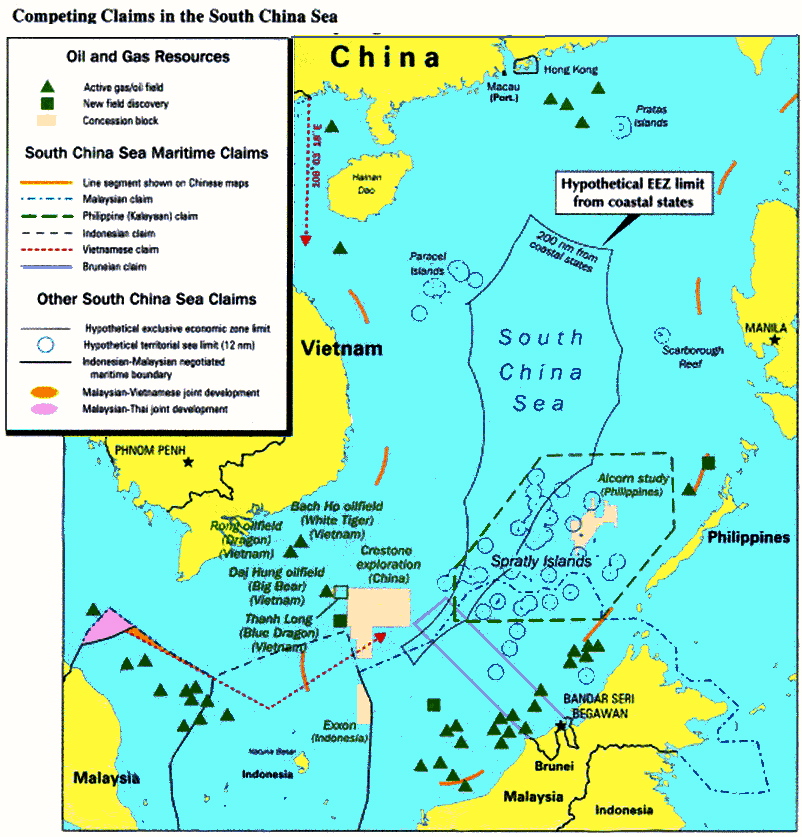 Competing Claims in the South China Sea
Oil and Gas Resources
Active gas/oil field
New field discovery
Concession block
South China Sea Maritime Claims
Line segment shown on Chinese maps
Malaysian claim
Philippine (Kalayaan) claim
Indonesian claim
Vietnamese claim
Bruneian claim
Other South China Sea Claims
Hypothetical exclusive economic zone limit
Hypothetical territorial sea limit (12 nm)
Indonesian-Malaysian negotiated
maritime boundary
Malaysian-Vietnamese joint development
Malaysian-Thai joint development
China
Macau
(Port.)
Hong Kong
Pratas
Islands
108° 03' 18" E
Hainan
Dao
Hypothetical EEZ limit
from coastal states
200 nm from
coastal states
Paracel
Islands
Vietnam
South
China
Sea
MANILA
Scarborough
Reef
PHNOM PENH
Alcorn study
(Philippines)
Philippines
Bach Ho oilfield
(White Tiger)
(Vietnam)
Rong oilfield
(Dragon)
(Vietnam)
Crestone
exploration
(China)
Spratly Islands
Dai Hung oilfield
(Big Bear)
(Vietnam)
Thanh Long
(Blue Dragon)
(Vietnam)
Exxon
(Indonesia)
BANDAR SERI
BEGAWAN
Natuna Besar
Indonesia
Malaysia
Brunei
Malaysia
Indonesia